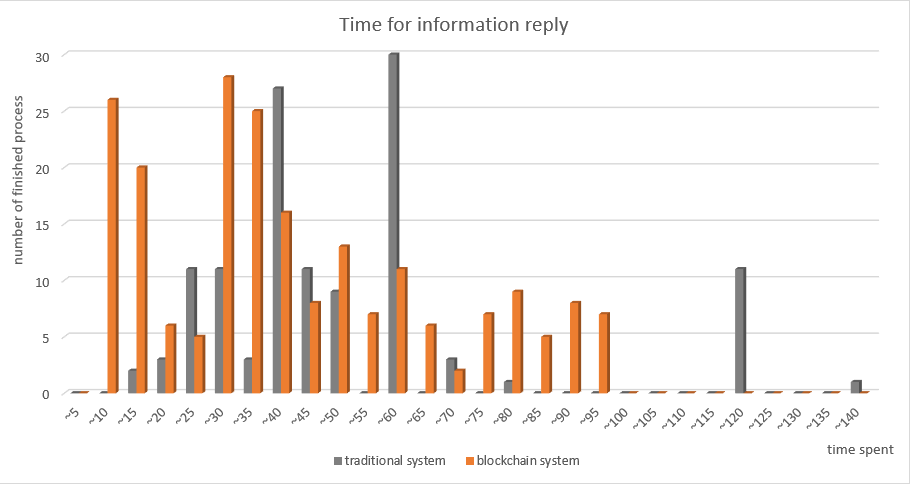 Time for information reply
number of finished process
30
25
20
15
10
5
0
~5 ~10 ~15 ~20 ~25 ~30 ~35 ~40 ~45 ~50 ~55 ~60 ~65 ~70 ~75 ~80 ~85 ~90 ~95 ~100 ~105 ~110 ~115 ~120 ~125 ~130 ~135 ~140
time spent
traditional system blockchain system